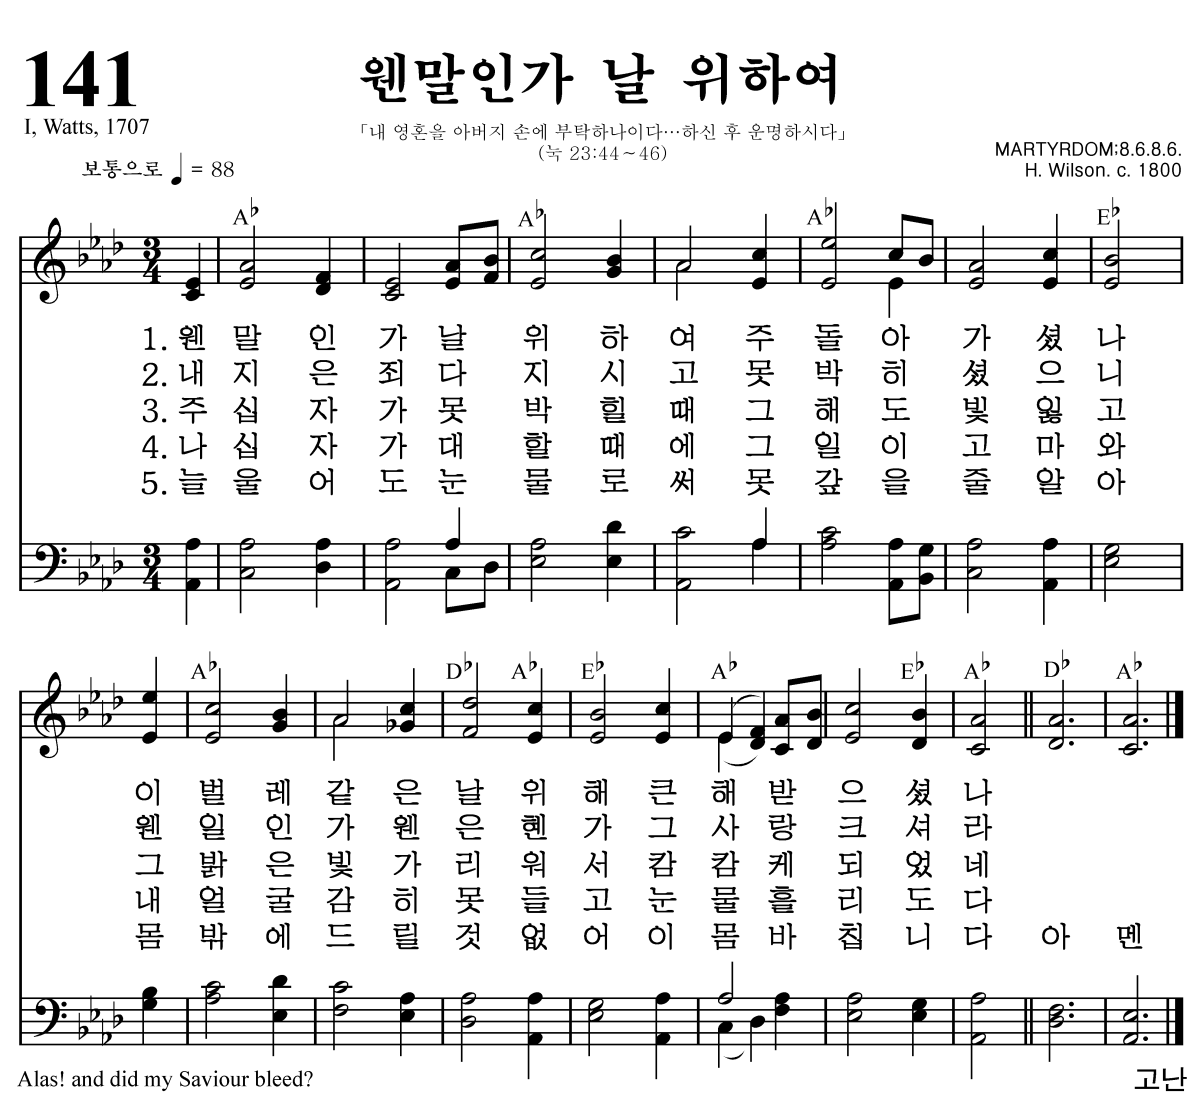 141
웬말인가 날 위하여
I, Watts, 1707
「내 영혼을 아버지 손에 부탁하나이다…하신 후 운명하시다」
(눅 23:44~46)
MARTYRDOM;8.6.8.6.
보통으로 ♩ = 88
H. Wilson. c. 1800
A♭ A♭ A♭ E♭
3 4
1. 웬 말 인 가 날 위 하 여 주 돌 아 가 셨 나
2. 내 지 은 죄 다 지 시 고 못 박 히 셨 으 니
3. 주 십 자 가 못 박 힐 때 그 해 도 빛 잃 고
4. 나 십 자 가 대 할 때 에 그 일 이 고 마 와
5. 늘 울 어 도 눈 물 로 써 못 갚 을 줄 알 아
3 4
A♭ D♭ A♭ E♭ A♭ E♭ A♭ D♭ A♭
이 벌 레 같 은 날 위 해 큰 해 받 으 셨 나
웬 일 인 가 웬 은 혠 가 그 사 랑 크 셔 라
그 밝 은 빛 가 리 워 서 캄 캄 케 되 었 네
내 얼 굴 감 히 못 들 고 눈 물 흘 리 도 다
몸 밖 에 드 릴 것 없 어 이 몸 바 칩 니 다 아 멘
Alas! and did my Saviour bleed?
고난